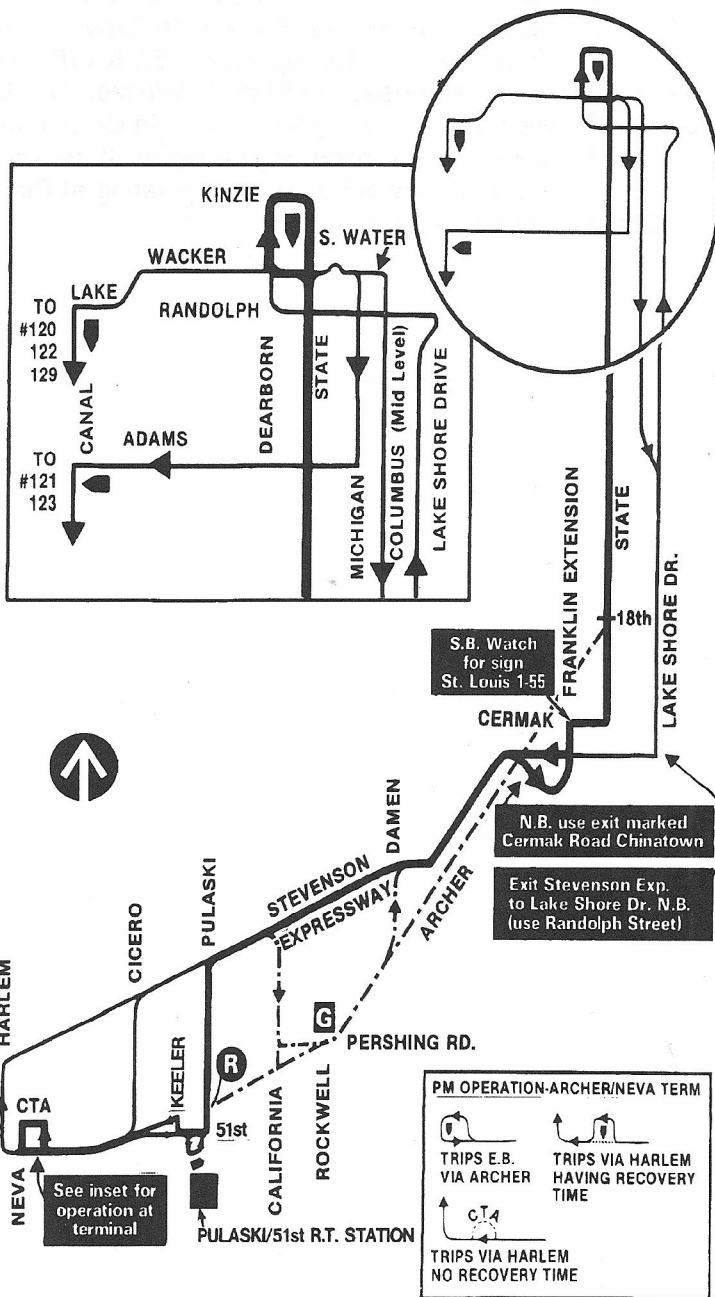 KINZIE
S. WATER
WACKER
LAKE
RANDOLPH
TO
#120
122
129
CANAL
DEARBORN
STATE
ADAMS
TO
#121
123
MICHIGAN
COLUMBUS (Mid Level)
LAKE SHORE DRIVE
FRANKLIN EXTENSION
STATE
LAKE SHORE DR.
18th
S.B. Watch
for sign
St. Louis 1-55
CERMAK
N.B. use exit marked
Cermak Road Chinatown
Exit Stevenson Exp.
to Lake Shore Dr. N.B.
(use Randolph Street)
DAMEN
ARCHER
STEVENSON
EXPRESSWAY
PULASKI
CICERO
HARLEM
KEELER
G
PERSHING RD.
R
CTA
51st
CALIFORNIA
ROCKWELL
NEVA
See inset for
operation at
terminal
PULASKI/51st R.T. STATION
PM OPERATION-ARCHER/NEVA TERM
TRIPS E.B.
VIA ARCHER
TRIPS VIA HARLEM
HAVING RECOVERY
TIME
CTA
TRIPS VIA HARLEM
NO RECOVERY TIME